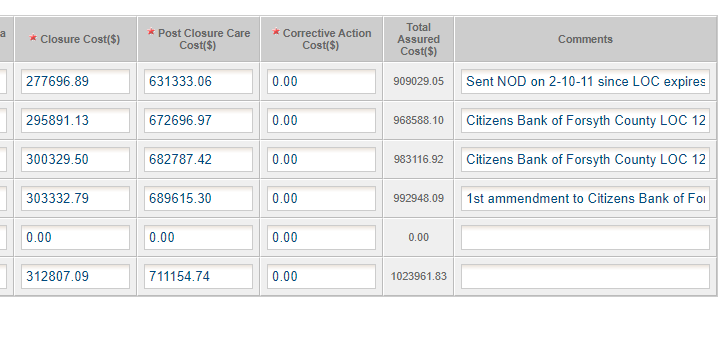 a
* Closure Cost($)
* Post Closure Care
Cost($)
* Corrective Action
Cost($)
Total
Assured
Cost($)
Comments
277696.89 631333.06 0.00 909029.05 Sent NOD on 2-10-11 since LOC expires
295891.13 672696.97 0.00 968588.10 Citizens Bank of Forsyth County LOC 12
300329.50 682787.42 0.00 983116.92 Citizens Bank of Forsyth County LOC 12
303332.79 689615.30 0.00 992948.09 1st ammendment to Citizens Bank of For
0.00 0.00 0.00 0.00
312807.09 711154.74 0.00 1023961.83